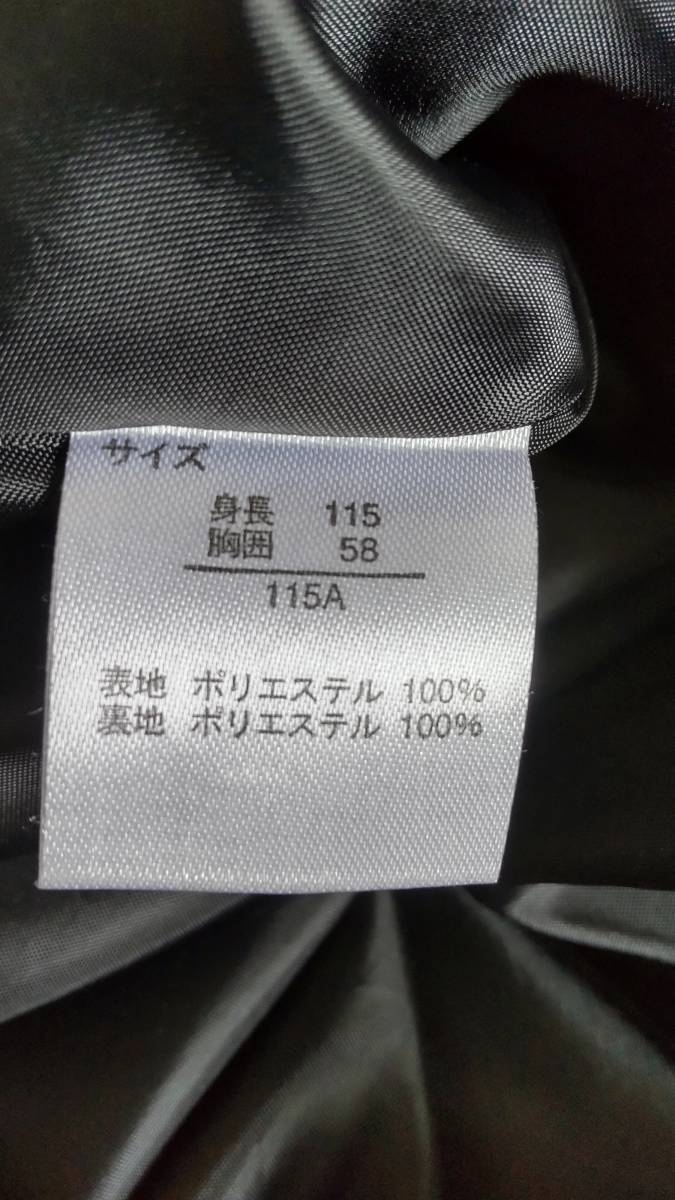 サイズ
身長 115
胸囲 58
115A
表地 ポリエステル 100%
裏地 ポリエステル 100%